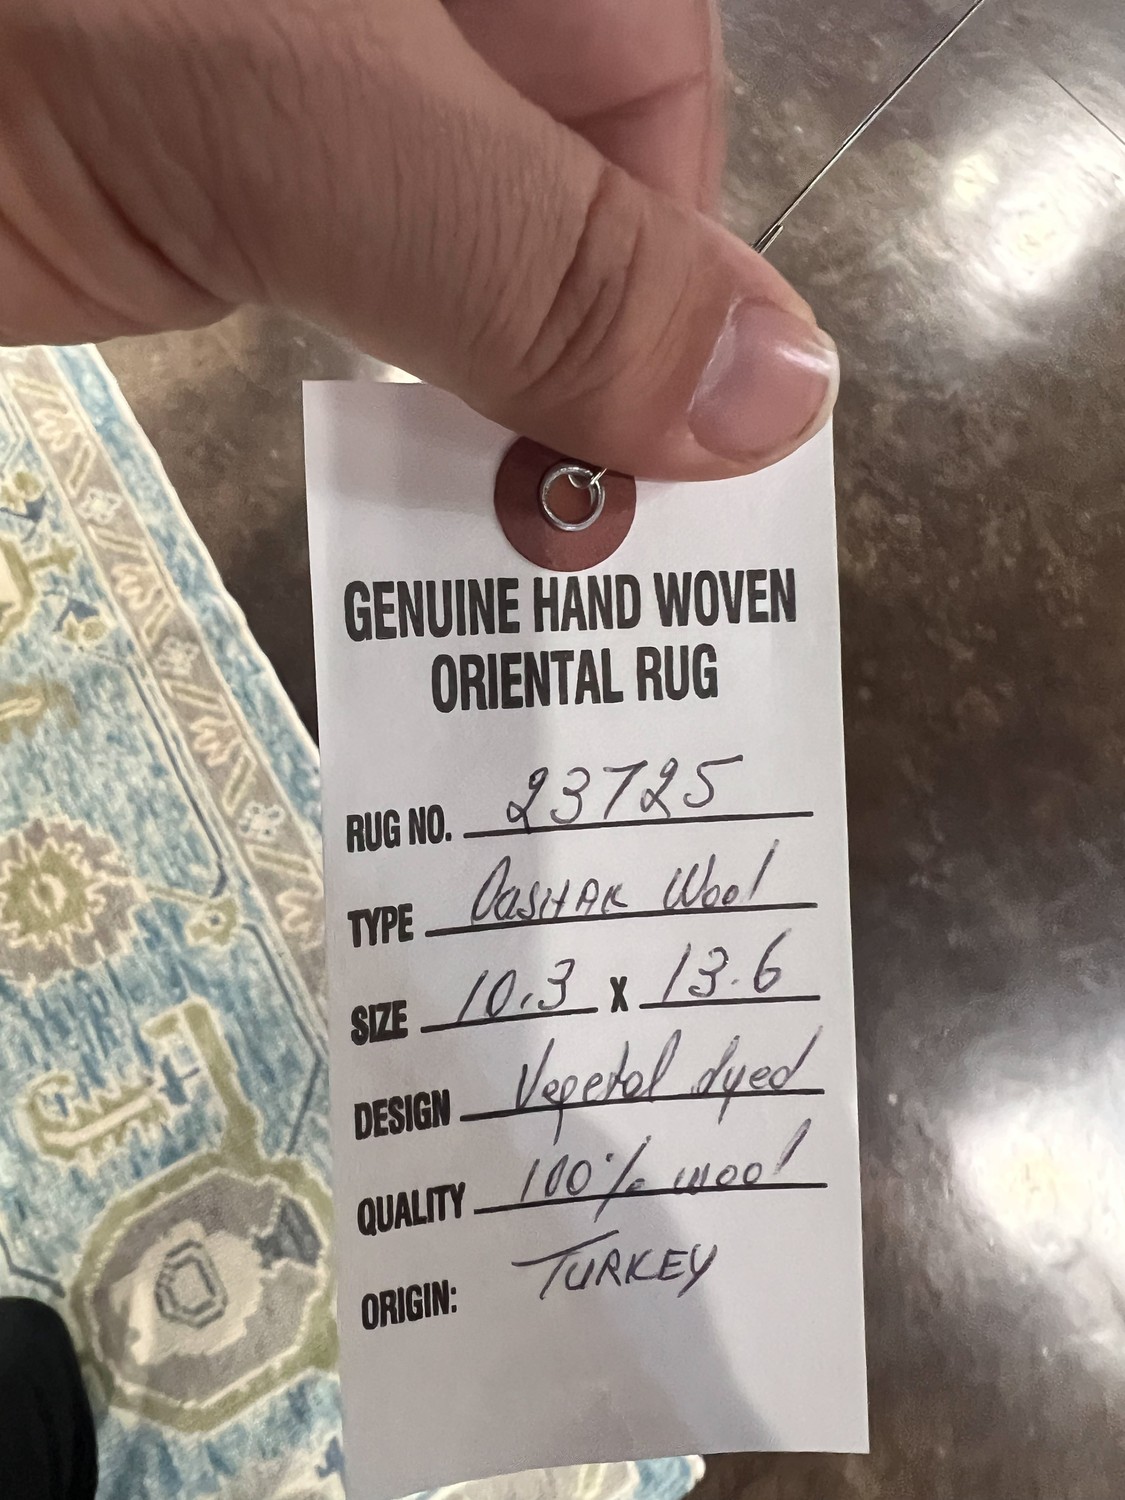 GENUINE HAND WOVEN
ORIENTAL RUG
RUG NO. 23725
TYPE OASHAK Wool
SIZE 10.3 X 13.6
DESIGN Vegetal dyed
QUALITY 100% wool
ORIGIN: TURKEY